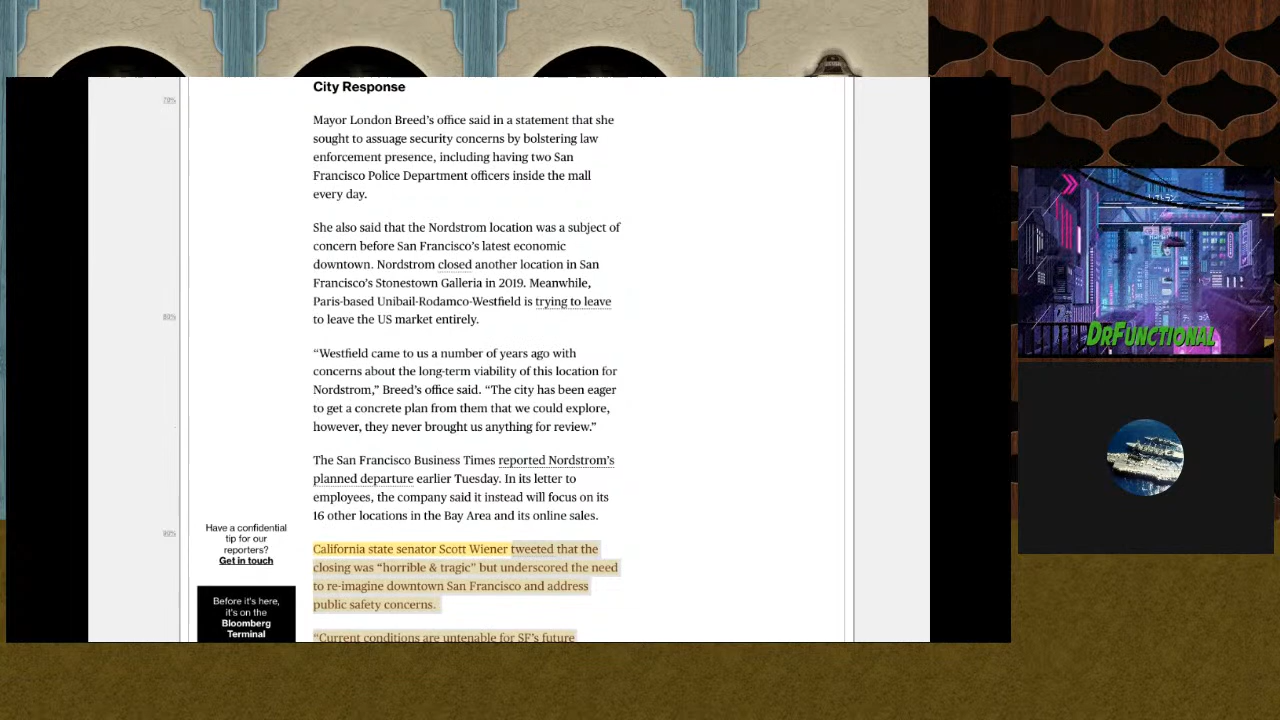 City Response
Mayor London Breed’s office said in a statement that she
sought to assuage security concerns by bolstering law
enforcement presence, including having two San
Francisco Police Department officers inside the mall
every day.
She also said that the Nordstrom location was a subject of
concern before San Francisco’s latest economic
downtown. Nordstrom closed another location in San
Francisco’s Stonestown Galleria in 2019. Meanwhile,
Paris-based Unibail-Rodamco-Westfield is trying to leave
to leave the US market entirely.
“Westfield came to us a number of years ago with
concerns about the long-term viability of this location for
Nordstrom,” Breed’s office said. “The city has been eager
to get a concrete plan from them that we could explore,
however, they never brought us anything for review.”
The San Francisco Business Times reported Nordstrom’s
planned departure earlier Tuesday. In its letter to
employees, the company said it instead will focus on its
16 other locations in the Bay Area and its online sales.
California state senator Scott Wiener tweeted that the
closing was “horrible & tragic” but underscored the need
to re-imagine downtown San Francisco and address
public safety concerns.
“Current conditions are untenable for SF’s future
Have a confidential
tip for our
reporters?
Get in touch
Before it’s here,
it’s on the
Bloomberg
Terminal
70%
80%
90%
DrFunctional